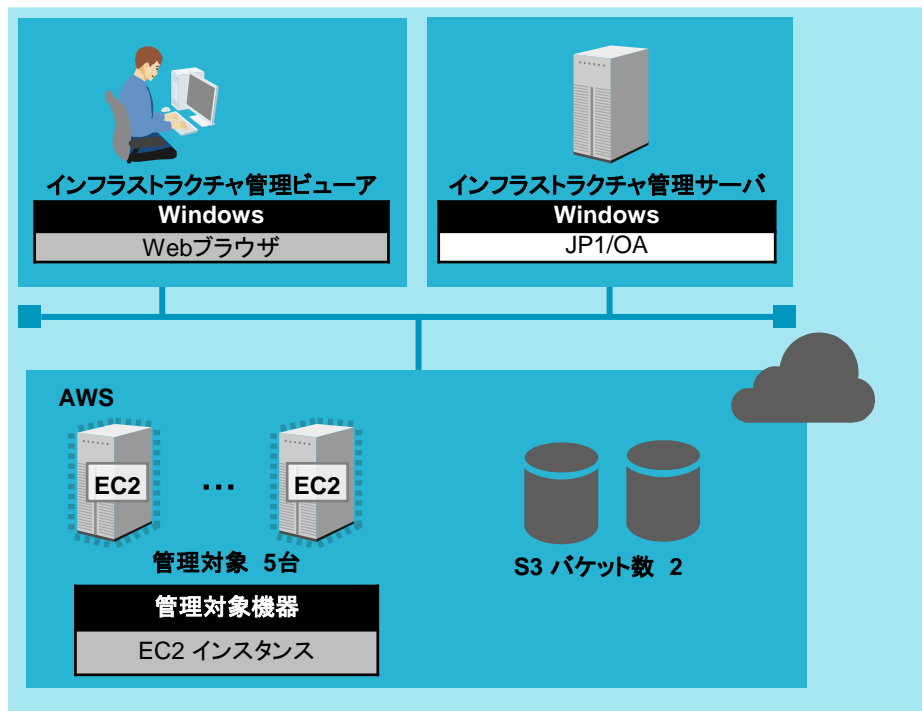 インフラストラクチャ管理ビューア
Windows
Webブラウザ
インフラストラクチャ管理サーバ
Windows
JP1/OA
AWS
EC2
...
EC2
管理対象 5台
管理対象機器
EC2 インスタンス
S3 バケット数 2